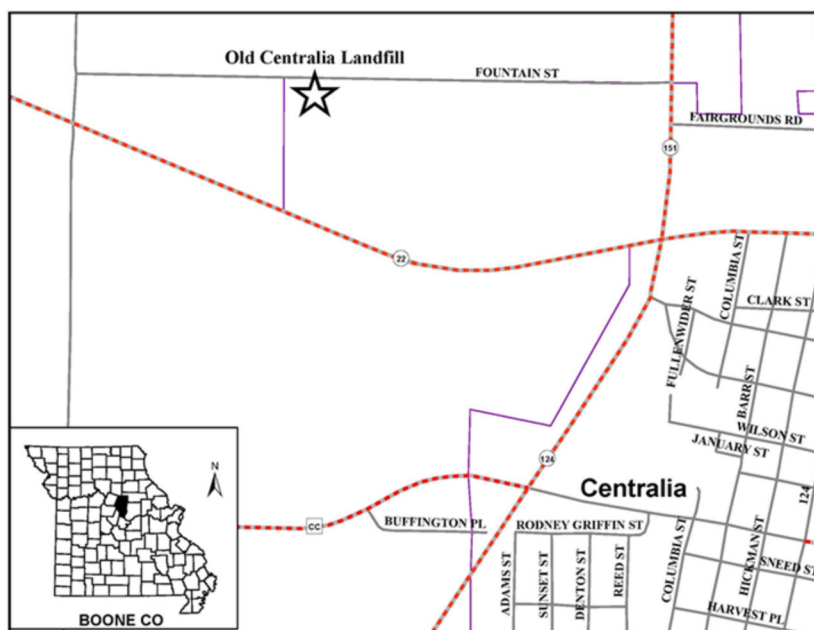 Old Centralia Landfill
FOUNTAIN ST
FAIRGROUNDS RD
151
22
COLUMBIA ST
CLARK ST
FULLENWIDER ST
BARR ST
WILSON ST
JANUARY ST
124
N
Centralia
124
CC
BUFFINGTON PL
RODNEY GRIFFIN ST
ADAMS ST
SUNSET ST
DENTON ST
REED ST
COLUMBIA ST
HICKMAN ST
SNEED ST
HARVEST PL
BOONE CO